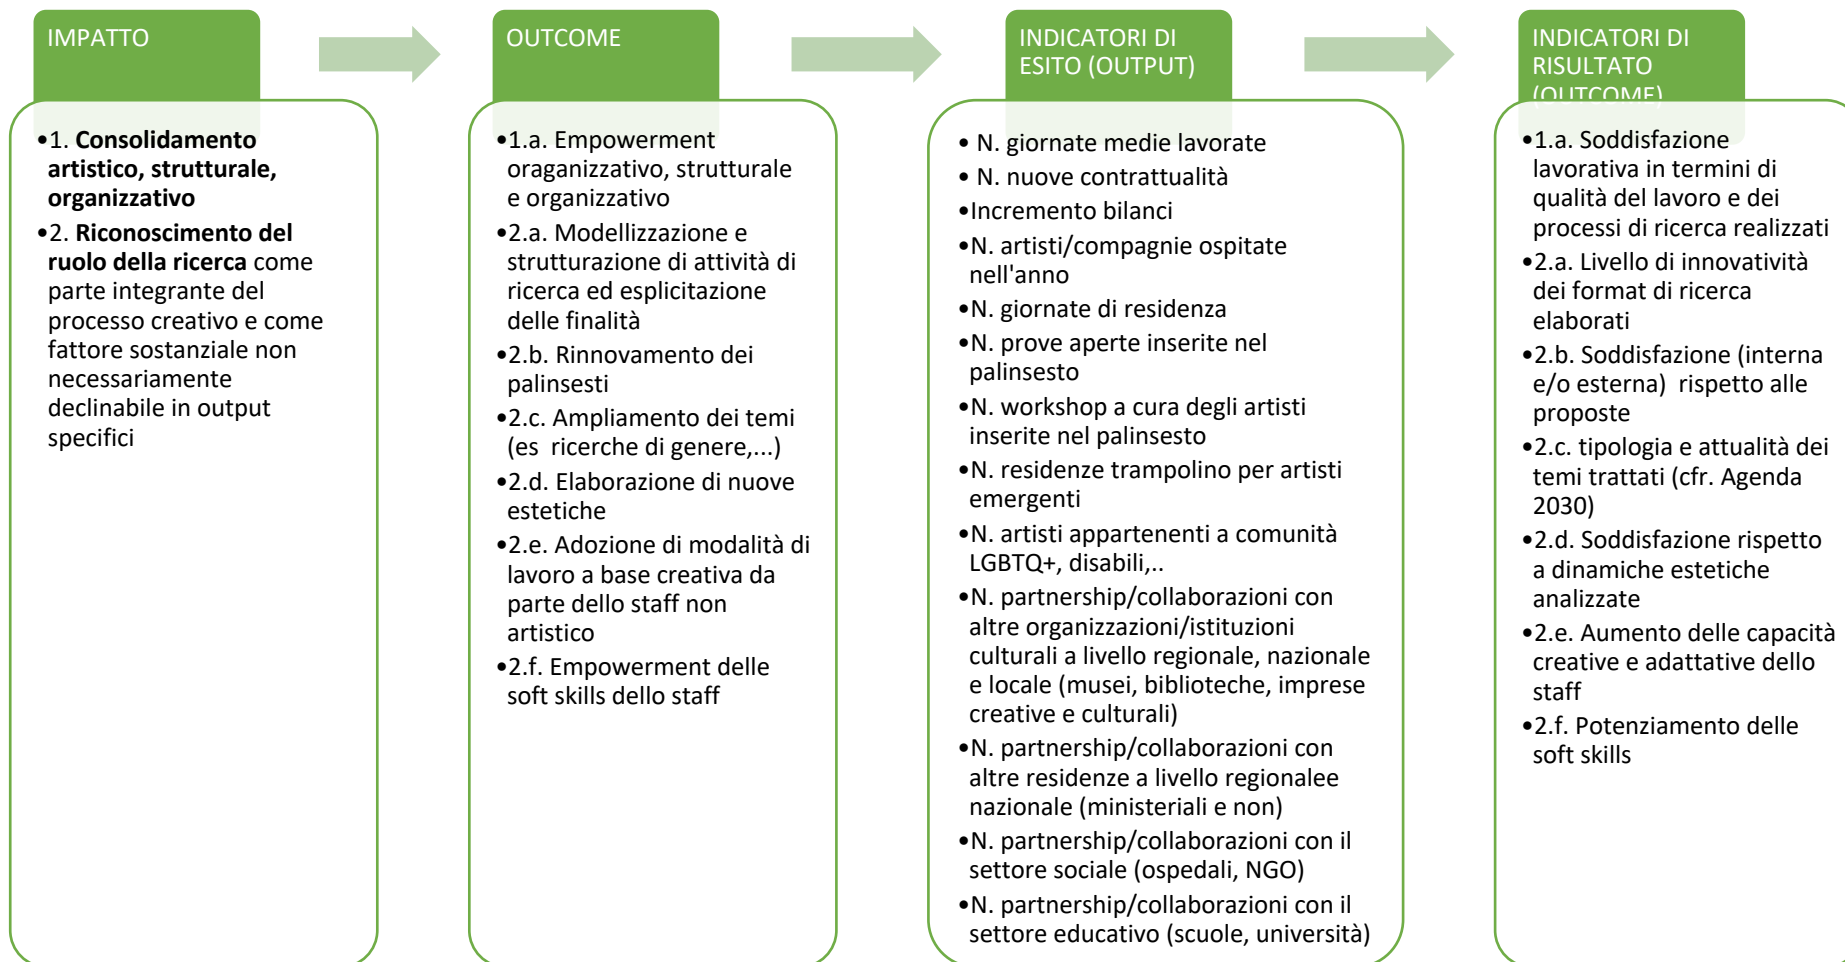 IMPATTO
•1. Consolidamento
artistico, strutturale,
organizzativo
•2. Riconoscimento del
ruolo della ricerca come
parte integrante del
processo creativo e come
fattore sostanziale non
necessariamente
declinabile in output
specifici
OUTCOME
•1.a. Empowerment
oraganizzativo, strutturale
e organizzativo
•2.a. Modellizzazione e
strutturazione di attività di
ricerca ed esplicitazione
delle finalità
•2.b. Rinnovamento dei
palinsesti
•2.c. Ampliamento dei temi
(es ricerche di genere,...)
•2.d. Elaborazione di nuove
estetiche
•2.e. Adozione di modalità di
lavoro a base creativa da
parte dello staff non
artistico
•2.f. Empowerment delle
soft skills dello staff
INDICATORI DI
ESITO (OUTPUT)
• N. giornate medie lavorate
• N. nuove contrattualità
•Incremento bilanci
•N. artisti/compagnie ospitate
nell'anno
•N. giornate di residenza
•N. prove aperte inserite nel
palinsesto
•N. workshop a cura degli artisti
inserite nel palinsesto
•N. residenze trampolino per artisti
emergenti
•N. artisti appartenenti a comunità
LGBTQ+, disabili,..
•N. partnership/collaborazioni con
altre organizzazioni/istituzioni
culturali a livello regionale, nazionale
e locale (musei, biblioteche, imprese
creative e culturali)
•N. partnership/collaborazioni con
altre residenze a livello regionalee
nazionale (ministeriali e non)
•N. partnership/collaborazioni con il
settore sociale (ospedali, NGO)
•N. partnership/collaborazioni con il
settore educativo (scuole, università)
INDICATORI DI
RISULTATO
(OUTCOME)
•1.a. Soddisfazione
lavorativa in termini di
qualità del lavoro e dei
processi di ricerca realizzati
•2.a. Livello di innovatività
dei format di ricerca
elaborati
•2.b. Soddisfazione (interna
e/o esterna) rispetto alle
proposte
•2.c. tipologia e attualità dei
temi trattati (cfr. Agenda
2030)
•2.d. Soddisfazione rispetto
a dinamiche estetiche
analizzate
•2.e. Aumento delle capacità
creative e adattative dello
staff
•2.f. Potenziamento delle
soft skills